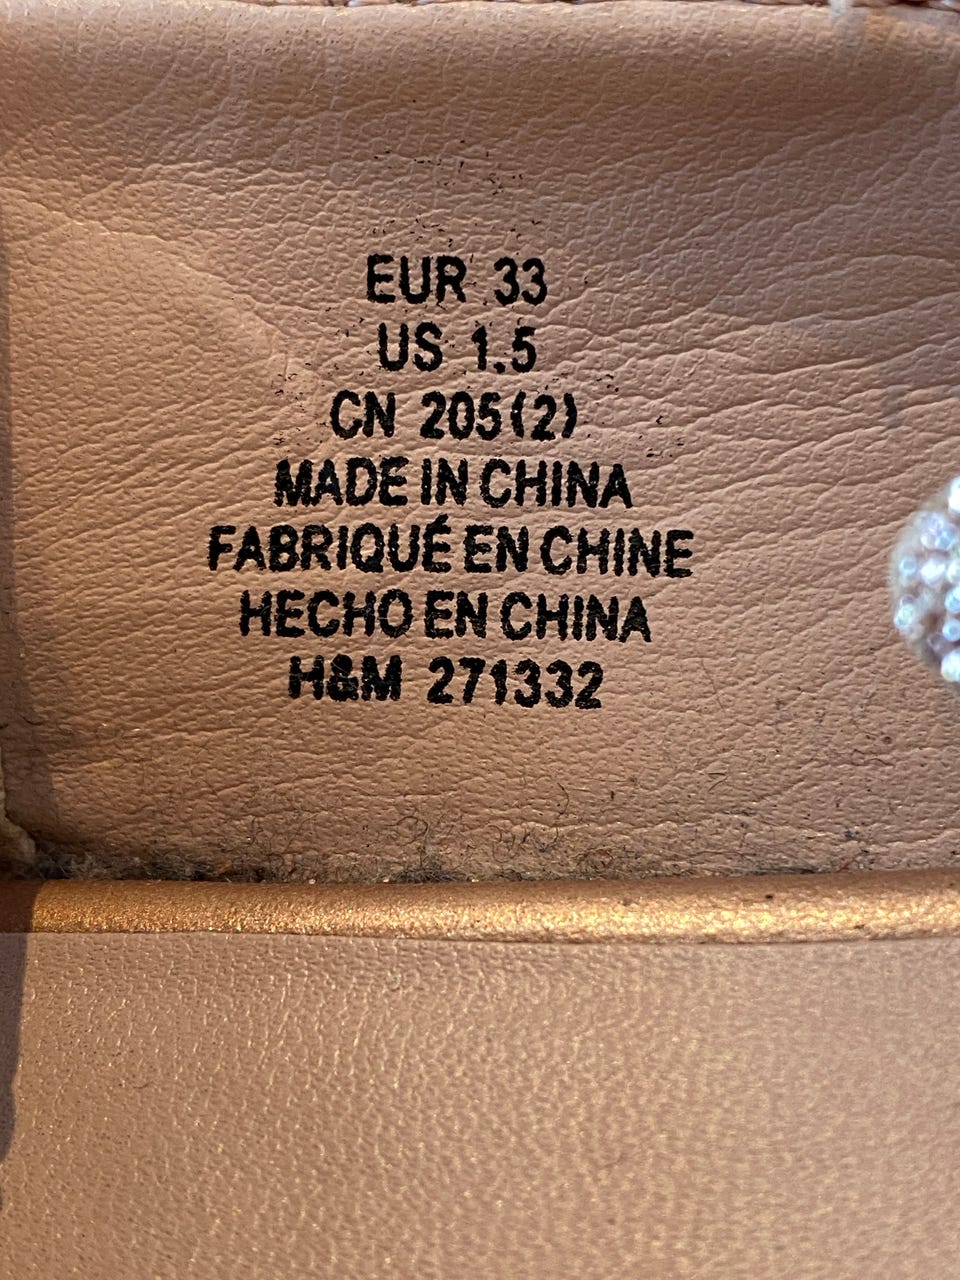 EUR 33
US 1.5
CN 205(2)
MADE IN CHINA
FABRIQUÉ EN CHINE
HECHO EN CHINA
H&M 271332